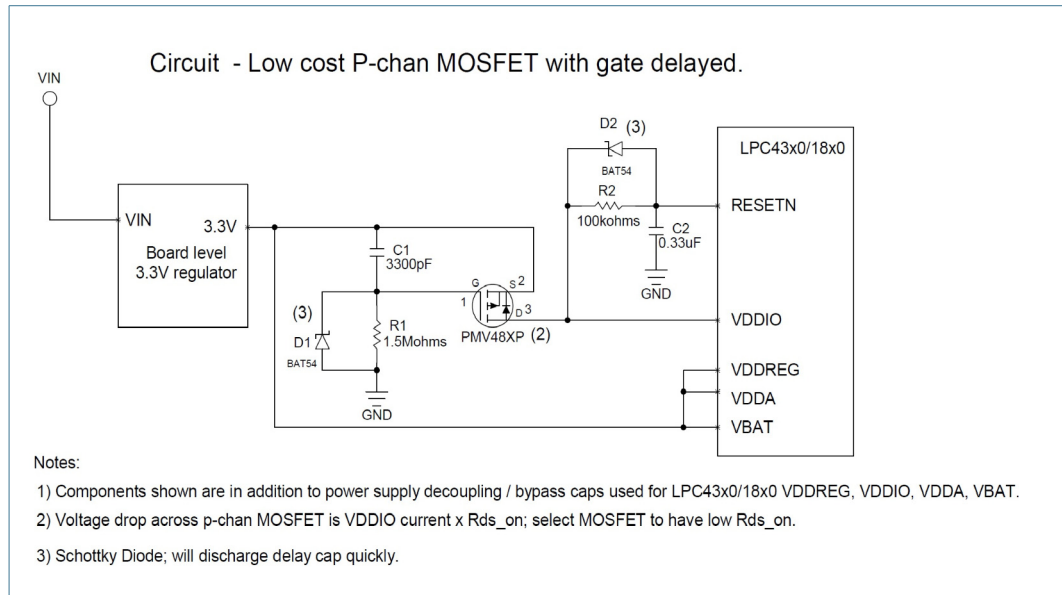 Circuit - Low cost P-chan MOSFET with gate delayed.
VIN
D2 (3)
BAT54
R2
100kohms
LPC43x0/18x0
RESETN
C2
0.33uF
GND
VIN
3.3V
Board level
3.3V regulator
C1
3300pF
G
S 2
1
D 3
PMV48XP (2)
(3)
D1
BAT54
R1
1.5Mohms
GND
VDDIO
VDDREG
VDDA
VBAT
Notes:
1) Components shown are in addition to power supply decoupling / bypass caps used for LPC43x0/18x0 VDDREG, VDDIO, VDDA, VBAT.
2) Voltage drop across p-chan MOSFET is VDDIO current x Rds_on; select MOSFET to have low Rds_on.
3) Schottky Diode; will discharge delay cap quickly.